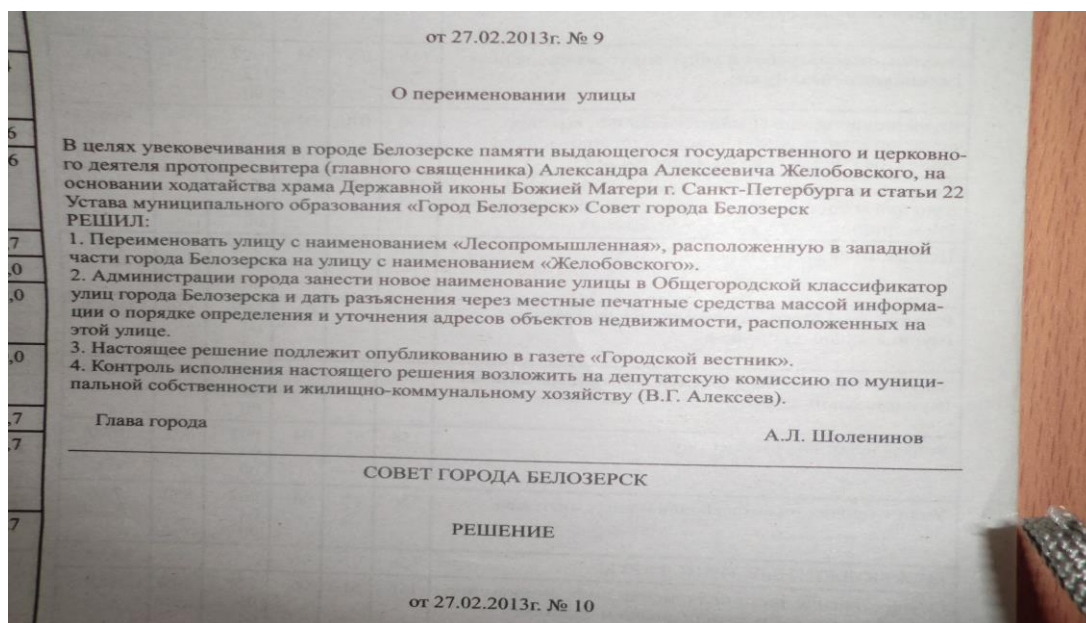 от 27.02.2013г. № 9
О переименовании улицы
В целях увековечивания в городе Белозерске памяти выдающегося государственного и церковно-
го деятеля протопресвитера (главного священника) Александра Алексеевича Желобовского, на
основании ходатайства храма Державной иконы Божией Матери г. Санкт-Петербурга и статьи 22
Устава муниципального образования «Город Белозерск» Совет города Белозерск
РЕШИЛ:
1. Переименовать улицу с наименованием «Лесопромышленная», расположенную в западной
части города Белозерска на улицу с наименованием «Желобовского».
2. Администрации города занести новое наименование улицы в Общегородской классификатор
улиц города Белозерска и дать разъяснения через местные печатные средства массой информа-
ции о порядке определения и уточнения адресов объектов недвижимости, расположенных на
этой улице.
3. Настоящее решение подлежит опубликованию в газете «Городской вестник».
4. Контроль исполнения настоящего решения возложить на депутатскую комиссию по муници-
пальной собственности и жилищно-коммунальному хозяйству (В.Г. Алексеев).
Глава города
А.Л. Шоленинов
СОВЕТ ГОРОДА БЕЛОЗЕРСК
РЕШЕНИЕ
от 27.02.2013г. № 10